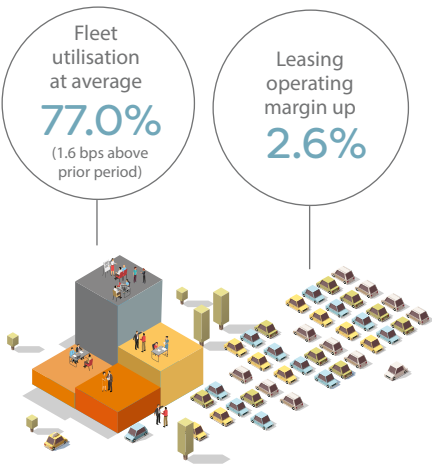 Fleet
utilisation
at average
77.0%
(1.6 bps above
prior period)
Leasing
operating
margin up
2.6%